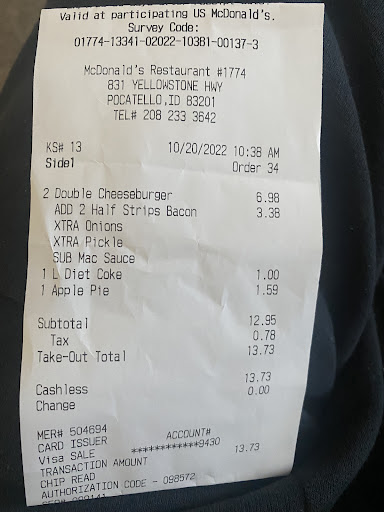 Valid at participating US McDonald's.
Survey Code:
01774-13341-02022-10381-00137-3
McDonald's Restaurant #1774
831 YELLOWSTONE HWY
POCATELLO,ID 83201
TEL# 208 233 3642
KS# 13 10/20/2022 10:38 AM
Side1 Order 34
2 Double Cheeseburger 6.98
ADD 2 Half Strips Bacon 3.38
XTRA Onions
XTRA Pickle
SUB Mac Sauce
1 L Diet Coke 1.00
1 Apple Pie 1.59
Subtotal 12.95
Tax 0.78
Take-Out Total 13.73
Cashless 13.73
Change 0.00
MER# 504694
CARD ISSUER ACCOUNT#
Visa SALE ************9430
TRANSACTION AMOUNT 13.73
CHIP READ
AUTHORIZATION CODE - 098572